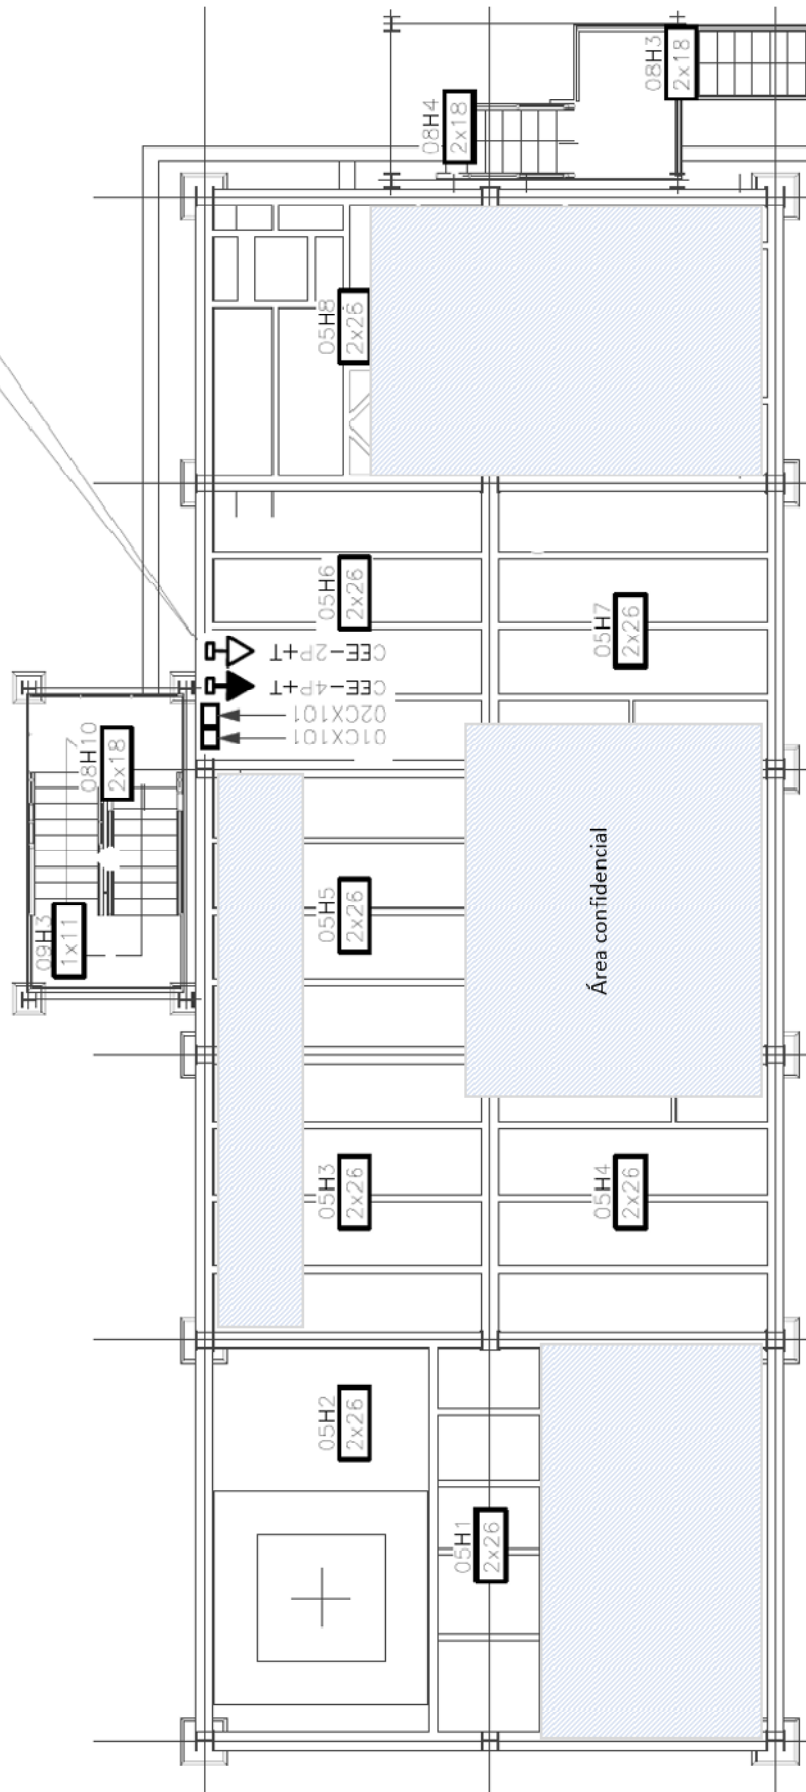 08H3
2x18
08H4
2x18
05H8
2x26
05H6
2x26
05H7
2x26
CEE-2P+T
CEE-4P+T
02CX101
01CX101
08H10
2x18
09H3
1x11
05H5
2x26
Área confidencial
05H3
2x26
05H4
2x26
05H2
2x26
05H1
2x26